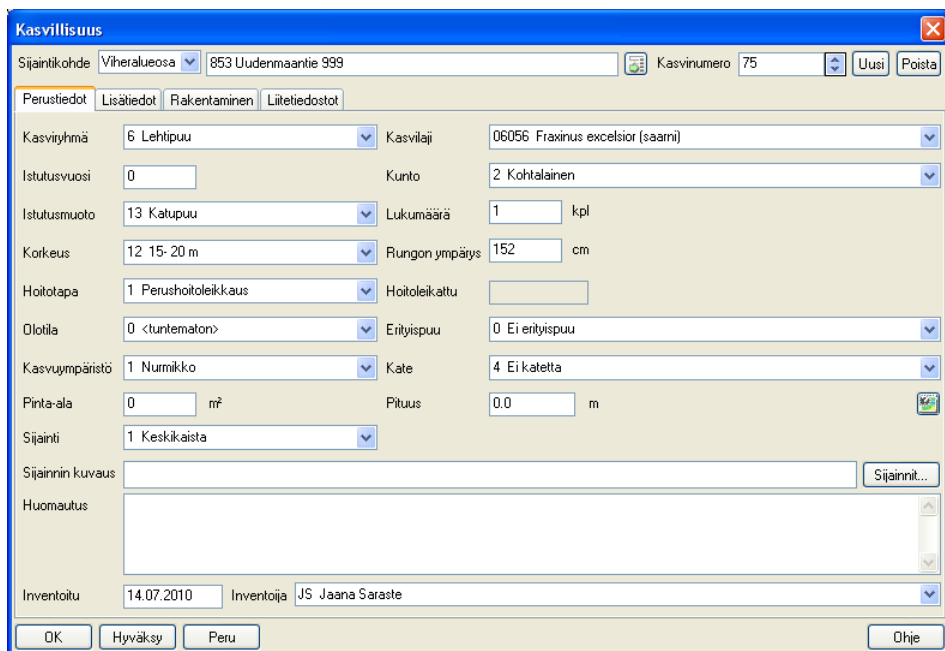 Kasvillisuus
Sijaintikohde Viheralueosa 853 Uudenmaantie 999 Kasvinumero 75 Uusi Poista
Perustiedot Lisätiedot Rakentaminen Liitetiedostot
Kasviryhmä 6 Lehtipuu Kasvilaji 06056 Fraxinus excelsior (saarni)
Istutusvuosi 0 Kunto 2 Kohtalainen
Istutusmuoto 13 Katupuu Lukumäärä 1 kpl
Korkeus 12 15- 20 m Rungon ympärys 152 cm
Hoitotapa 1 Perushoitoleikkaus Hoitoleikattu
Olotila 0 <tuntematon> Erityispuu 0 Ei erityispuu
Kasvuympäristö 1 Nurmikko Kate 4 Ei katetta
Pinta-ala 0 m² Pituus 0.0 m
Sijainti 1 Keskikaista
Sijainnin kuvaus Sijainnit...
Huomautus
Inventoitu 14.07.2010 Inventoija JS Jaana Saraste
OK Hyväksy Peru Ohje